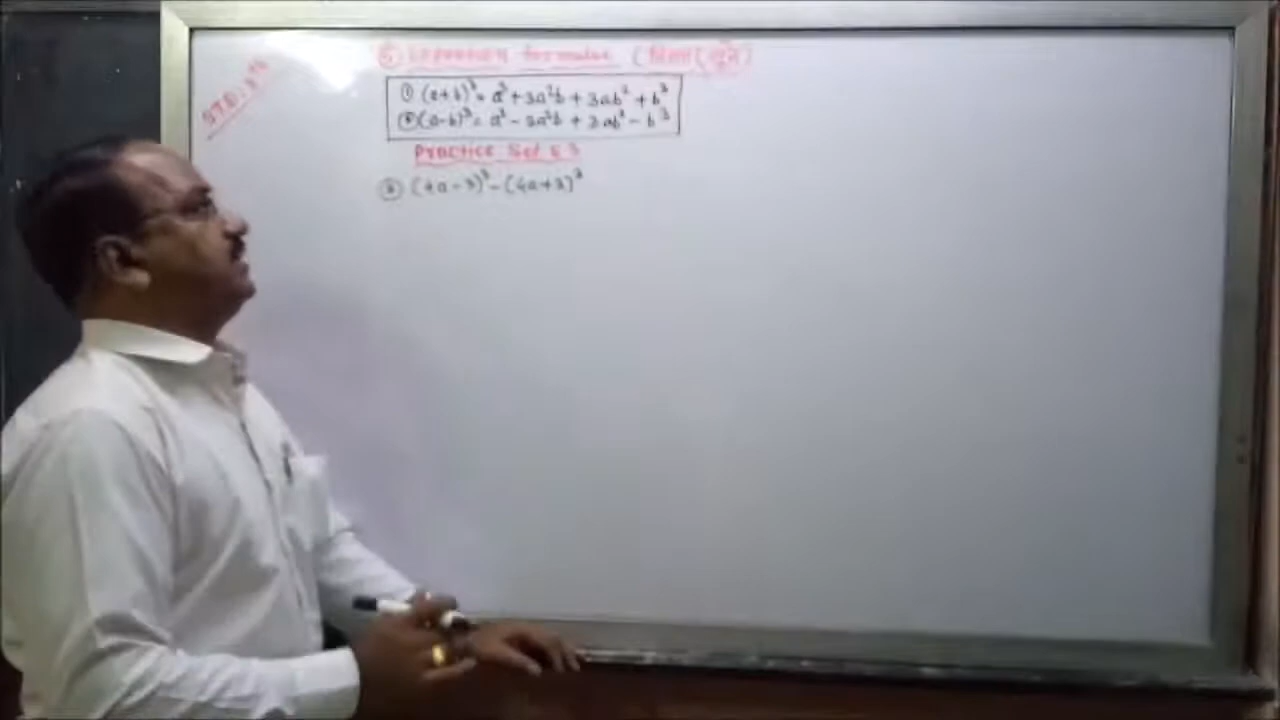 STD: 8th
⑤ Expansion formulae (विस्तार सूत्रे)
① (a+b)³ = a³ + 3a²b + 3ab² + b³
② (a-b)³ = a³ - 3a²b + 3ab² - b³
Practice Set 5.3
③ (4a-3)³ - (4a+3)³